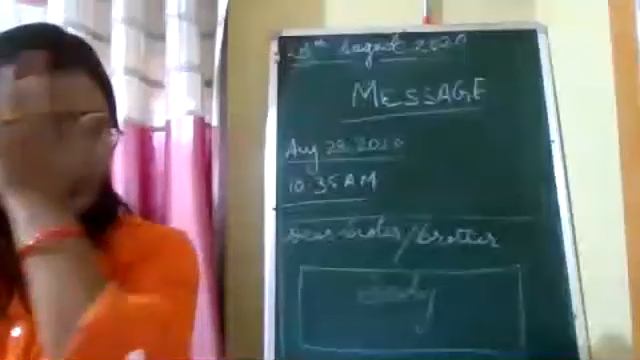 August 2020
MESSAGE
Aug 28 2020
10:35 AM
Dear Sister/Brother